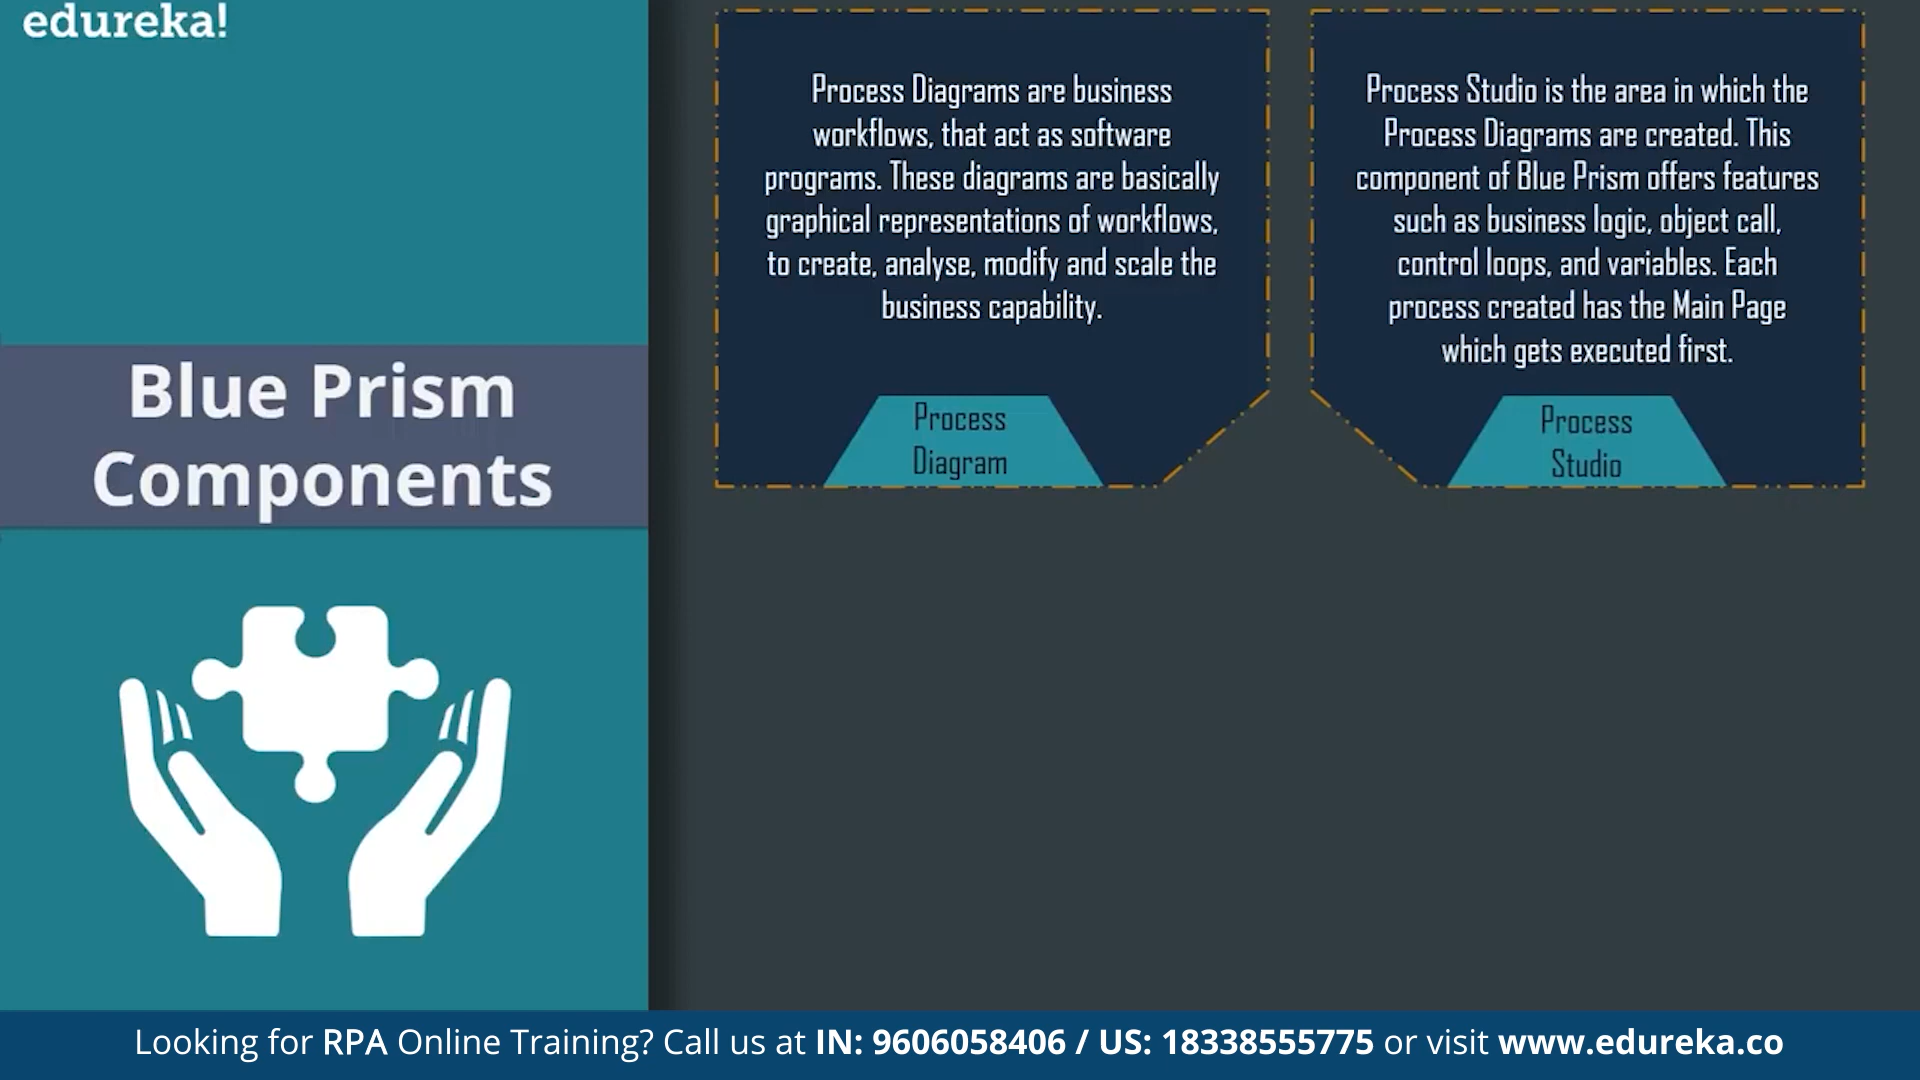 edureka!
Blue Prism
Components
Process Diagrams are business
workflows, that act as software
programs. These diagrams are basically
graphical representations of workflows,
to create, analyse, modify and scale the
business capability.
Process
Diagram
Process Studio is the area in which the
Process Diagrams are created. This
component of Blue Prism offers features
such as business logic, object call,
control loops, and variables. Each
process created has the Main Page
which gets executed first.
Process
Studio
Looking for RPA Online Training? Call us at IN: 9606058406 / US: 18338555775 or visit www.edureka.co